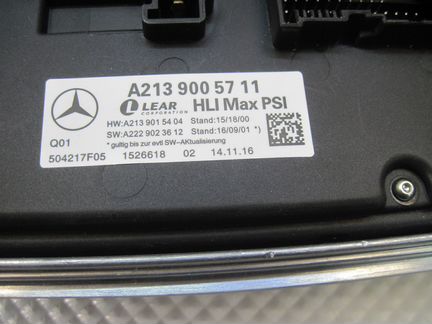 A213 900 57 11
LEAR HLI Max PSI
HW:A213 901 54 04 Stand:15/18/00
SW:A222 902 36 12 Stand:16/09/01 *)
Q01 * gultig bis zur evtl SW-AKtualisierung
504217F05 1526618 02 14.11.16